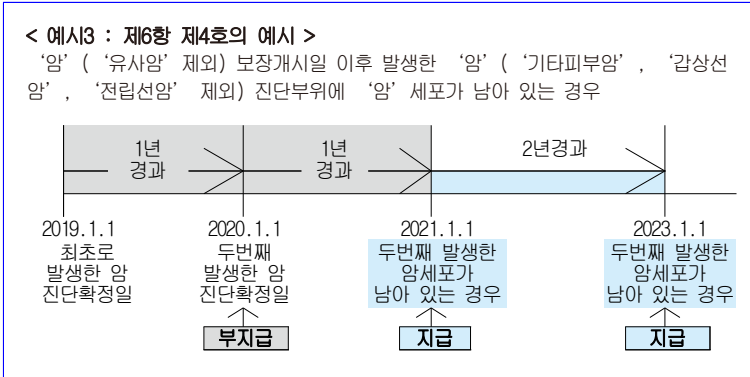 < 예시3 : 제6항 제4호의 예시 >
‘암’ ( ‘유사암’ 제외) 보장개시일 이후 발생한 ‘암’ ( ‘기타피부암’ , ‘갑상선
암’ , ‘전립선암’ 제외) 진단부위에 ‘암’ 세포가 남아 있는 경우
1년
경과
1년
경과
2년경과
2019.1.1
최초로
발생한 암
진단확정일
2020.1.1
두번째
발생한 암
진단확정일
부지급
2021.1.1
두번째 발생한
암세포가
남아 있는 경우
지급
2023.1.1
두번째 발생한
암세포가
남아 있는 경우
지급